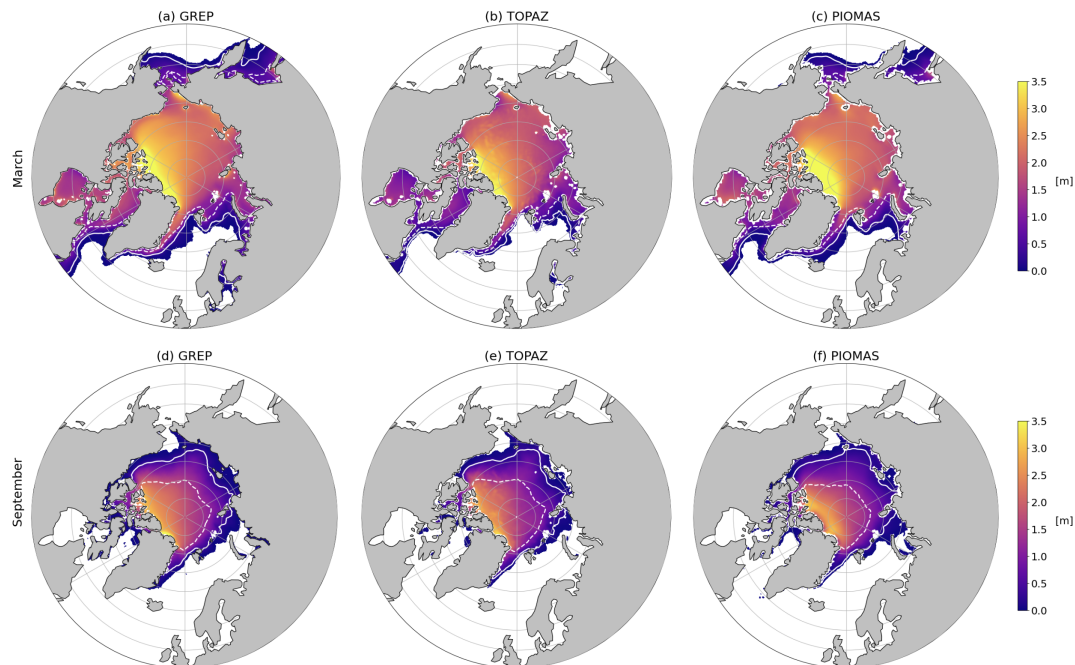 (a) GREP
(b) TOPAZ
(c) PIOMAS
March
3.5
3.0
2.5
2.0
1.5
1.0
0.5
0.0
[m]
(d) GREP
(e) TOPAZ
(f) PIOMAS
September
3.5
3.0
2.5
2.0
1.5
1.0
0.5
0.0
[m]